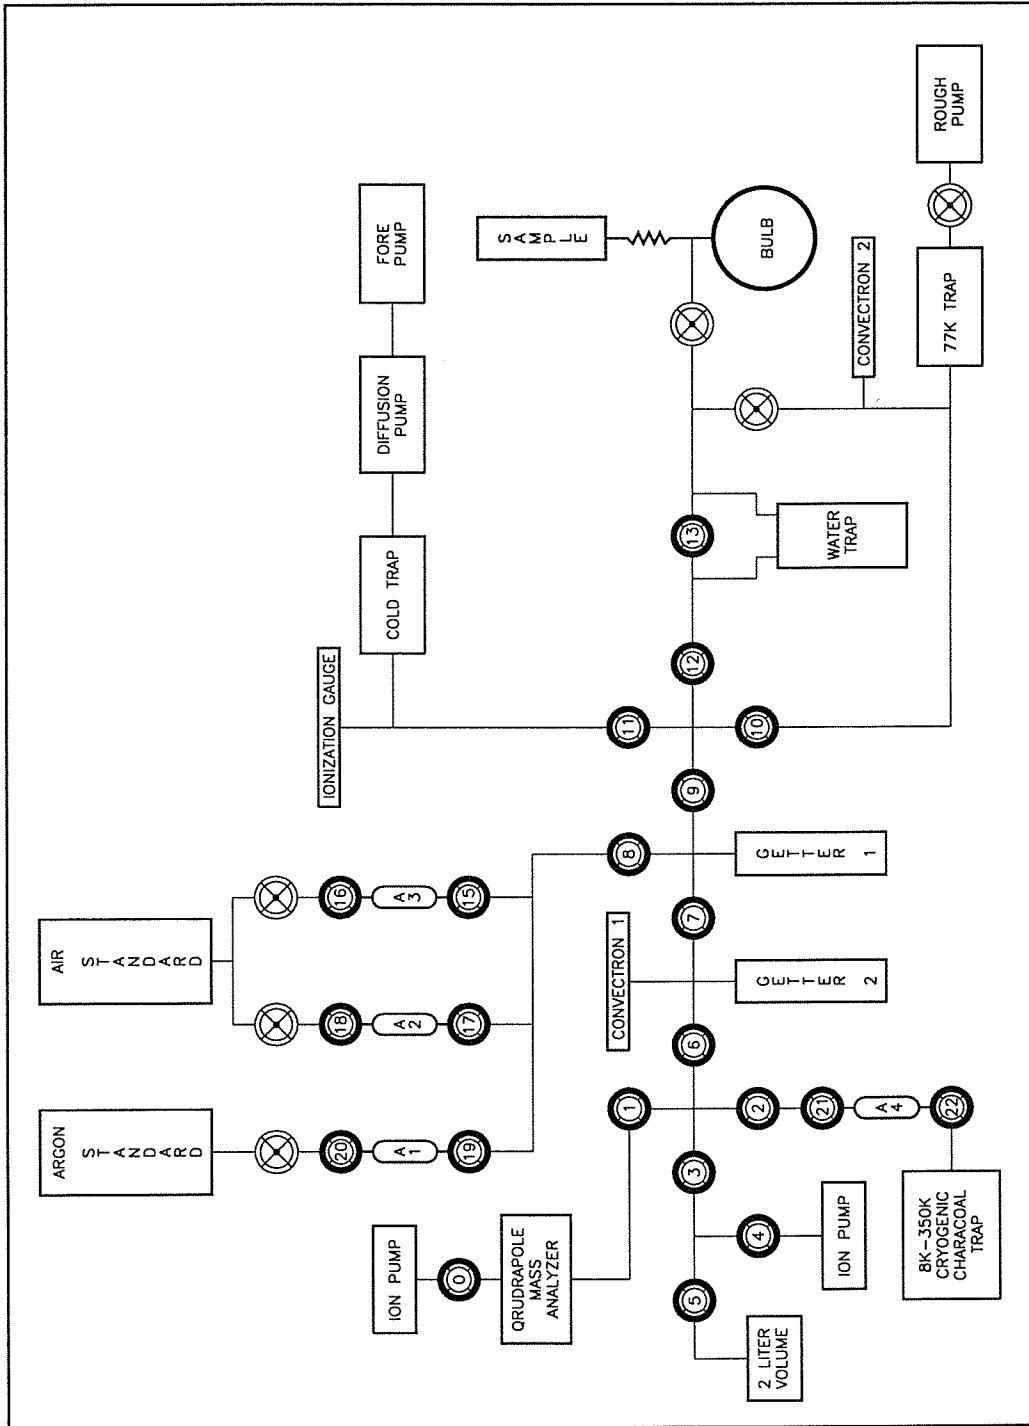 ARGON
STANDARD
AIR
STANDARD
20
18
16
A
1
A
2
A
3
19
17
15
IONIZATION GAUGE
COLD TRAP
DIFFUSION
PUMP
FORE
PUMP
ION PUMP
0
QRUDRAPOLE
MASS
ANALYZER
CONVECTRON 1
SAMPLE
1
8
11
5
3
6
7
9
12
13
2 LITER
VOLUME
4
2
10
BULB
ION PUMP
21
A
4
22
GETTER 2
GETTER 1
WATER
TRAP
CONVECTRON 2
8K-350K
CRYOGENIC
CHARACOAL
TRAP
77K TRAP
ROUGH
PUMP